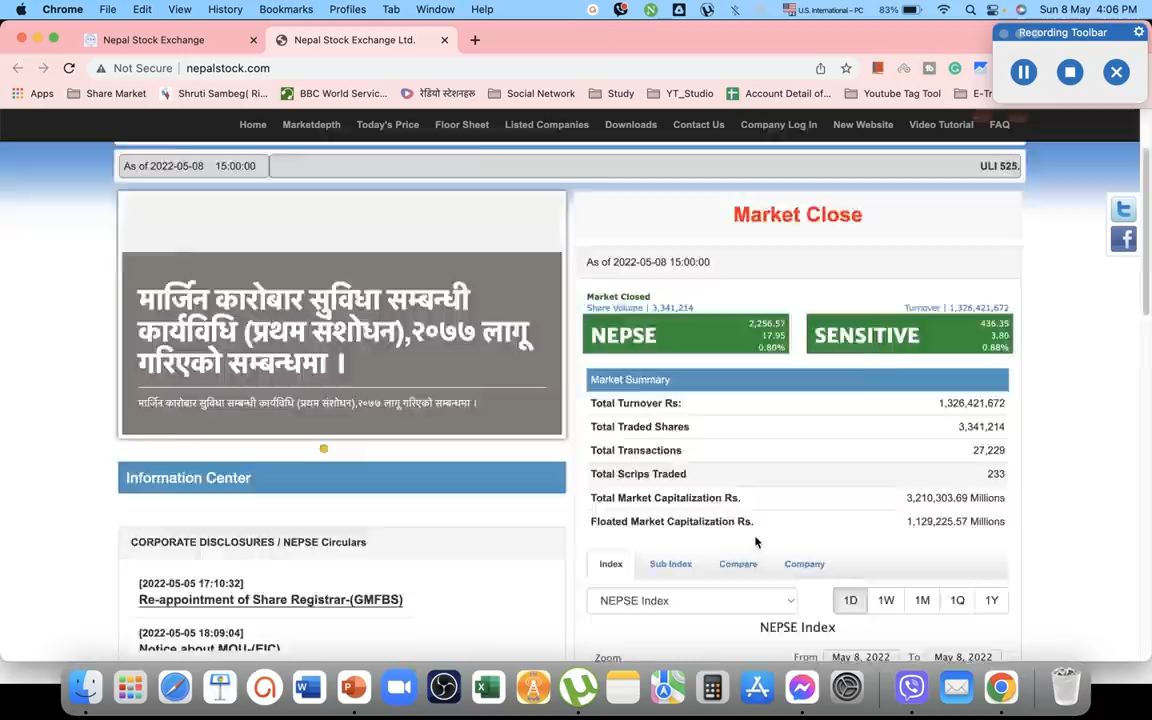 Chrome File Edit View History Bookmarks Profiles Tab Window Help U.S. International – PC 83% Sun 8 May 4:06 PM
Nepal Stock Exchange Nepal Stock Exchange Ltd.
Recording Toolbar
Not Secure nepalstock.com
Apps Share Market Shruti Sambeg( Ri... BBC World Servic... रेडियो स्टेशनहरू Social Network Study YT_Studio Account Detail of... Youtube Tag Tool E-Tr
Home Marketdepth Today's Price Floor Sheet Listed Companies Downloads Contact Us Company Log In New Website Video Tutorial FAQ
As of 2022-05-08 15:00:00 ULI 525.
मार्जिन कारोबार सुविधा सम्बन्धी
कार्यविधि (प्रथम संशोधन),२०७७ लागू
गरिएको सम्बन्धमा ।
मार्जिन कारोबार सुविधा सम्बन्धी कार्यविधि (प्रथम संशोधन),२०७७ लागू गरिएको सम्बन्धमा ।
Information Center
CORPORATE DISCLOSURES / NEPSE Circulars
[2022-05-05 17:10:32]
Re-appointment of Share Registrar-(GMFBS)
[2022-05-05 18:09:04]
Notice about MOU-(EIC)
Market Close
As of 2022-05-08 15:00:00
Market Closed
Share Volume | 3,341,214 Turnover | 1,326,421,672
NEPSE 2,256.57 17.95 0.80%
SENSITIVE 436.35 3.80 0.88%
Market Summary
Total Turnover Rs: 1,326,421,672
Total Traded Shares 3,341,214
Total Transactions 27,229
Total Scrips Traded 233
Total Market Capitalization Rs. 3,210,303.69 Millions
Floated Market Capitalization Rs. 1,129,225.57 Millions
Index Sub Index Compare Company
NEPSE Index 1D 1W 1M 1Q 1Y
NEPSE Index
Zoom From May 8, 2022 To May 8, 2022